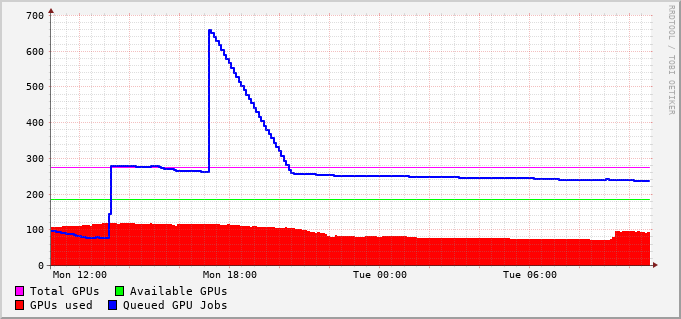 700
600
500
400
300
200
100
0
Mon 12:00 Mon 18:00 Tue 00:00 Tue 06:00
Total GPUs Available GPUs
GPUs used Queued GPU Jobs
RRDTOOL / TOBI OETIKER